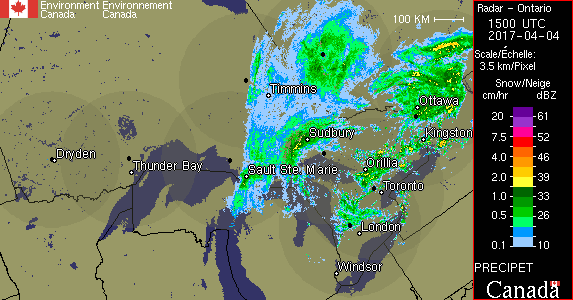 Environment Environnement
Canada Canada
100 KM
Timmins
Ottawa
Sudbury
Kingston
Dryden
Thunder Bay
Sault Ste. Marie
Orillia
Toronto
London
Windsor
Radar - Ontario
1500 UTC
2017-04-04
Scale/Échelle:
3.5 km/Pixel
Snow/Neige
cm/hr dBZ
20 61
7.5 52
4.0 46
2.0 39
1.0 33
0.5 26
0.1 10
PRECIPET
Canada